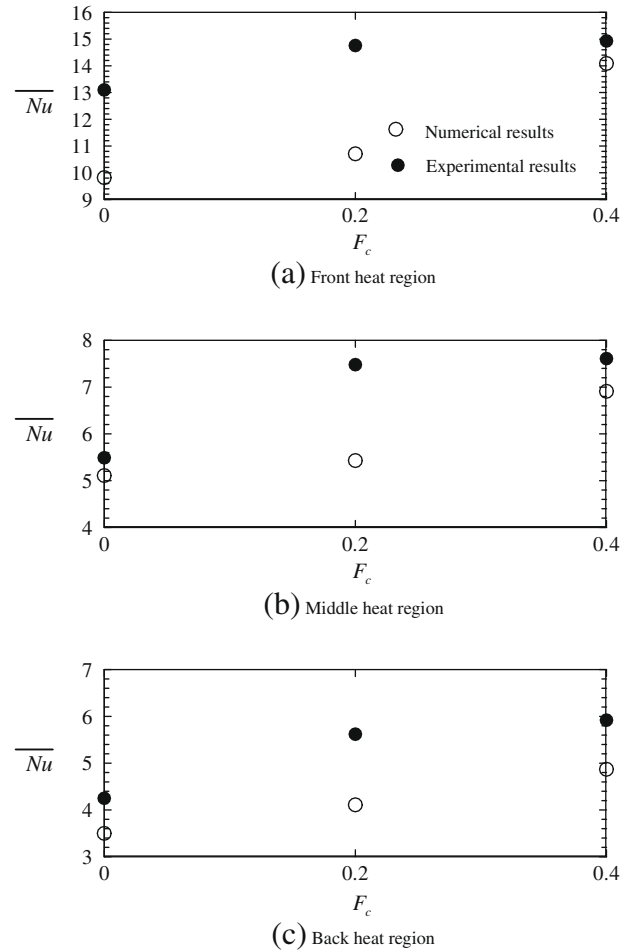 16
15
14
13
12
11
10
9
Nu
Numerical results
Experimental results
0 0.2 0.4
F_c
(a) Front heat region
8
7
6
5
4
Nu
0 0.2 0.4
F_c
(b) Middle heat region
7
6
5
4
3
Nu
0 0.2 0.4
F_c
(c) Back heat region